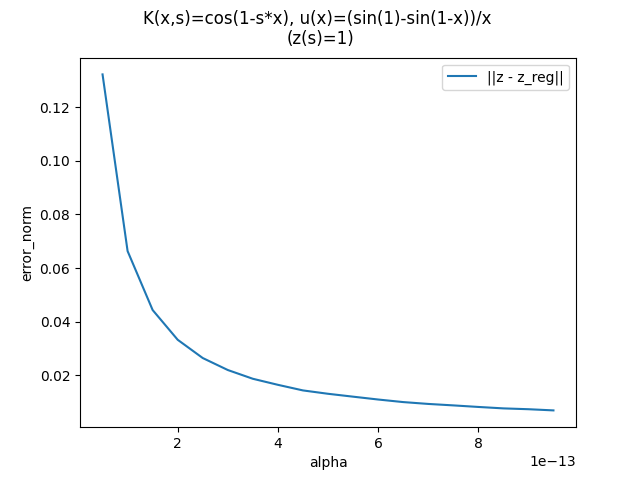 K(x,s)=cos(1-s*x), u(x)=(sin(1)-sin(1-x))/x
(z(s)=1)
||z - z_reg||
error_norm
0.12
0.10
0.08
0.06
0.04
0.02
2 4 6 8
alpha
1e−13